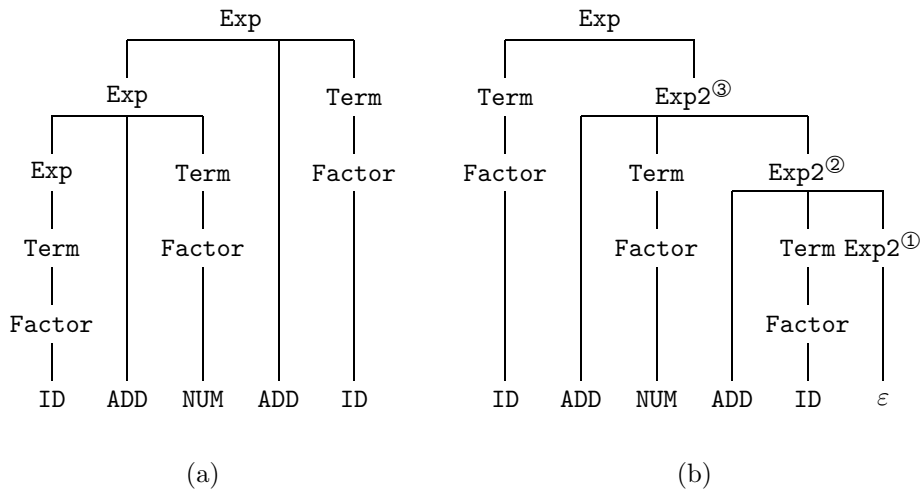 Exp Exp
Exp Term Term Exp2③
Exp Term Factor Factor Term Exp2②
Term Factor Factor Term Exp2①
Factor Factor
ID ADD NUM ADD ID ID ADD NUM ADD ID ε
(a) (b)